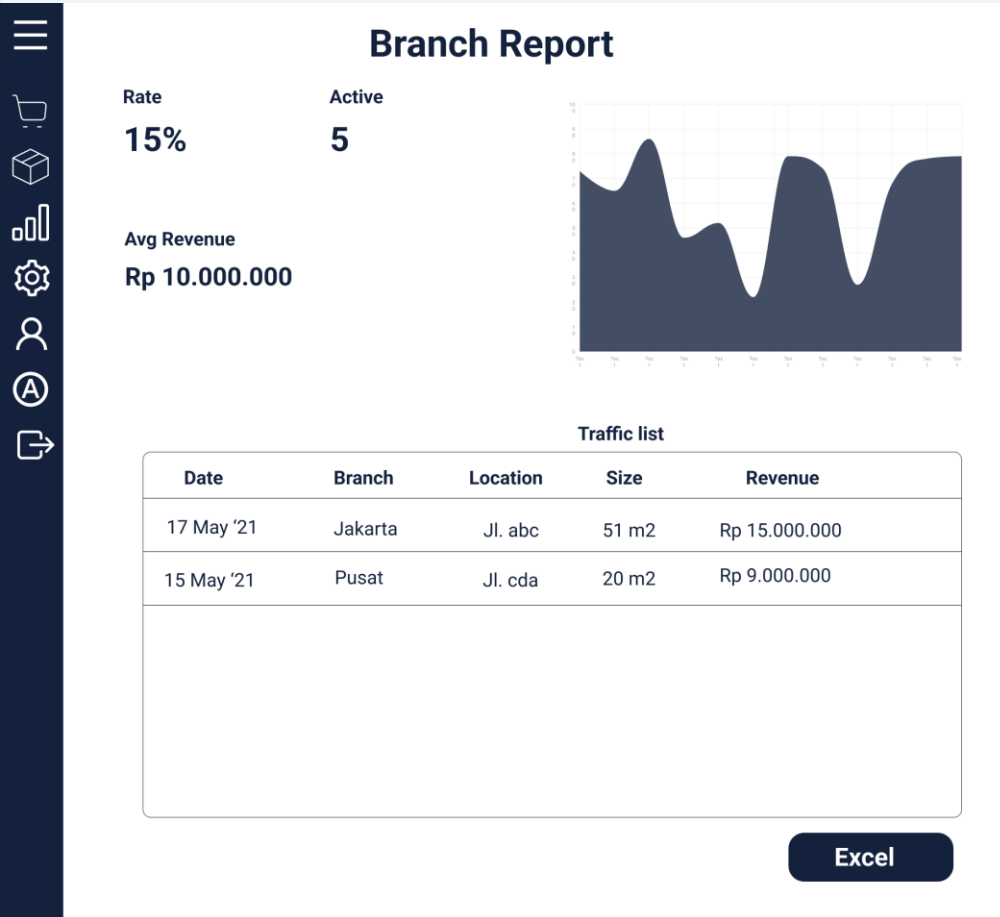 Branch Report
Rate
Active
15%
5
Avg Revenue
Rp 10.000.000
Traffic list
Date Branch Location Size Revenue
17 May ‘21 Jakarta Jl. abc 51 m2 Rp 15.000.000
15 May ‘21 Pusat Jl. cda 20 m2 Rp 9.000.000
Excel